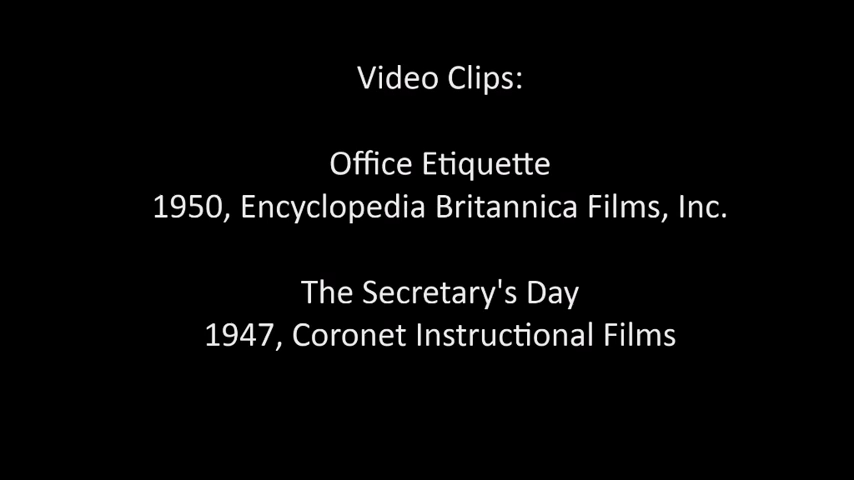 Video Clips:
Office Etiquette
1950, Encyclopedia Britannica Films, Inc.
The Secretary's Day
1947, Coronet Instructional Films